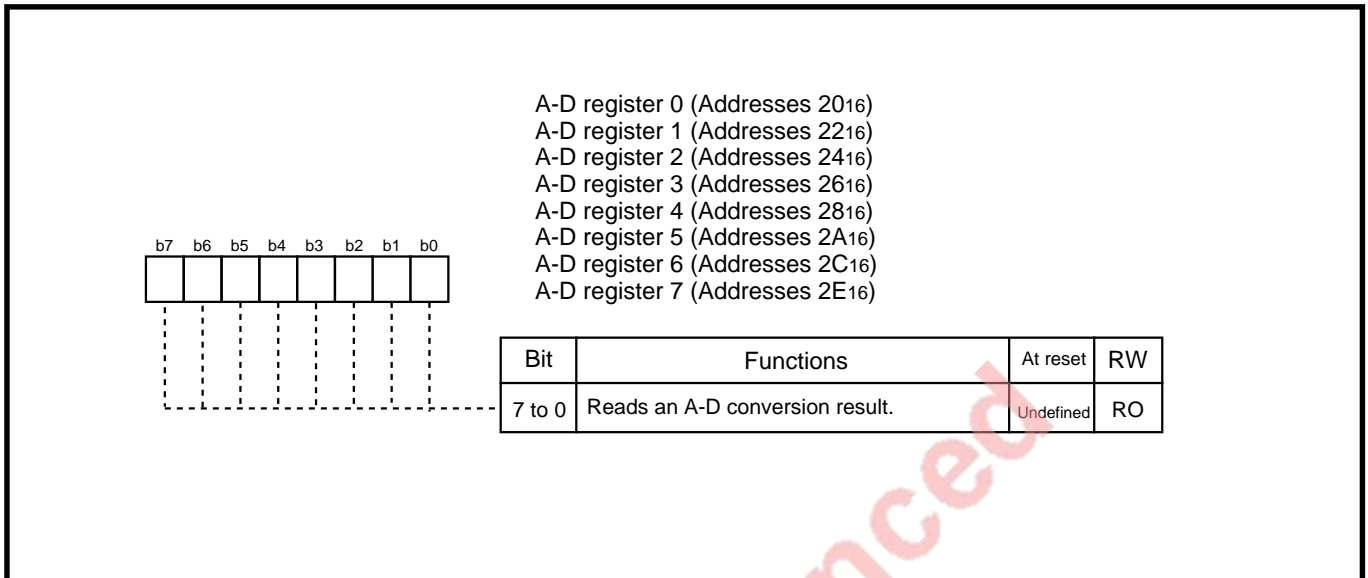 A-D register 0 (Addresses 2016)
A-D register 1 (Addresses 2216)
A-D register 2 (Addresses 2416)
A-D register 3 (Addresses 2616)
A-D register 4 (Addresses 2816)
A-D register 5 (Addresses 2A16)
A-D register 6 (Addresses 2C16)
A-D register 7 (Addresses 2E16)
b7 b6 b5 b4 b3 b2 b1 b0
Bit Functions At reset RW
7 to 0 Reads an A-D conversion result. Undefined RO
nced